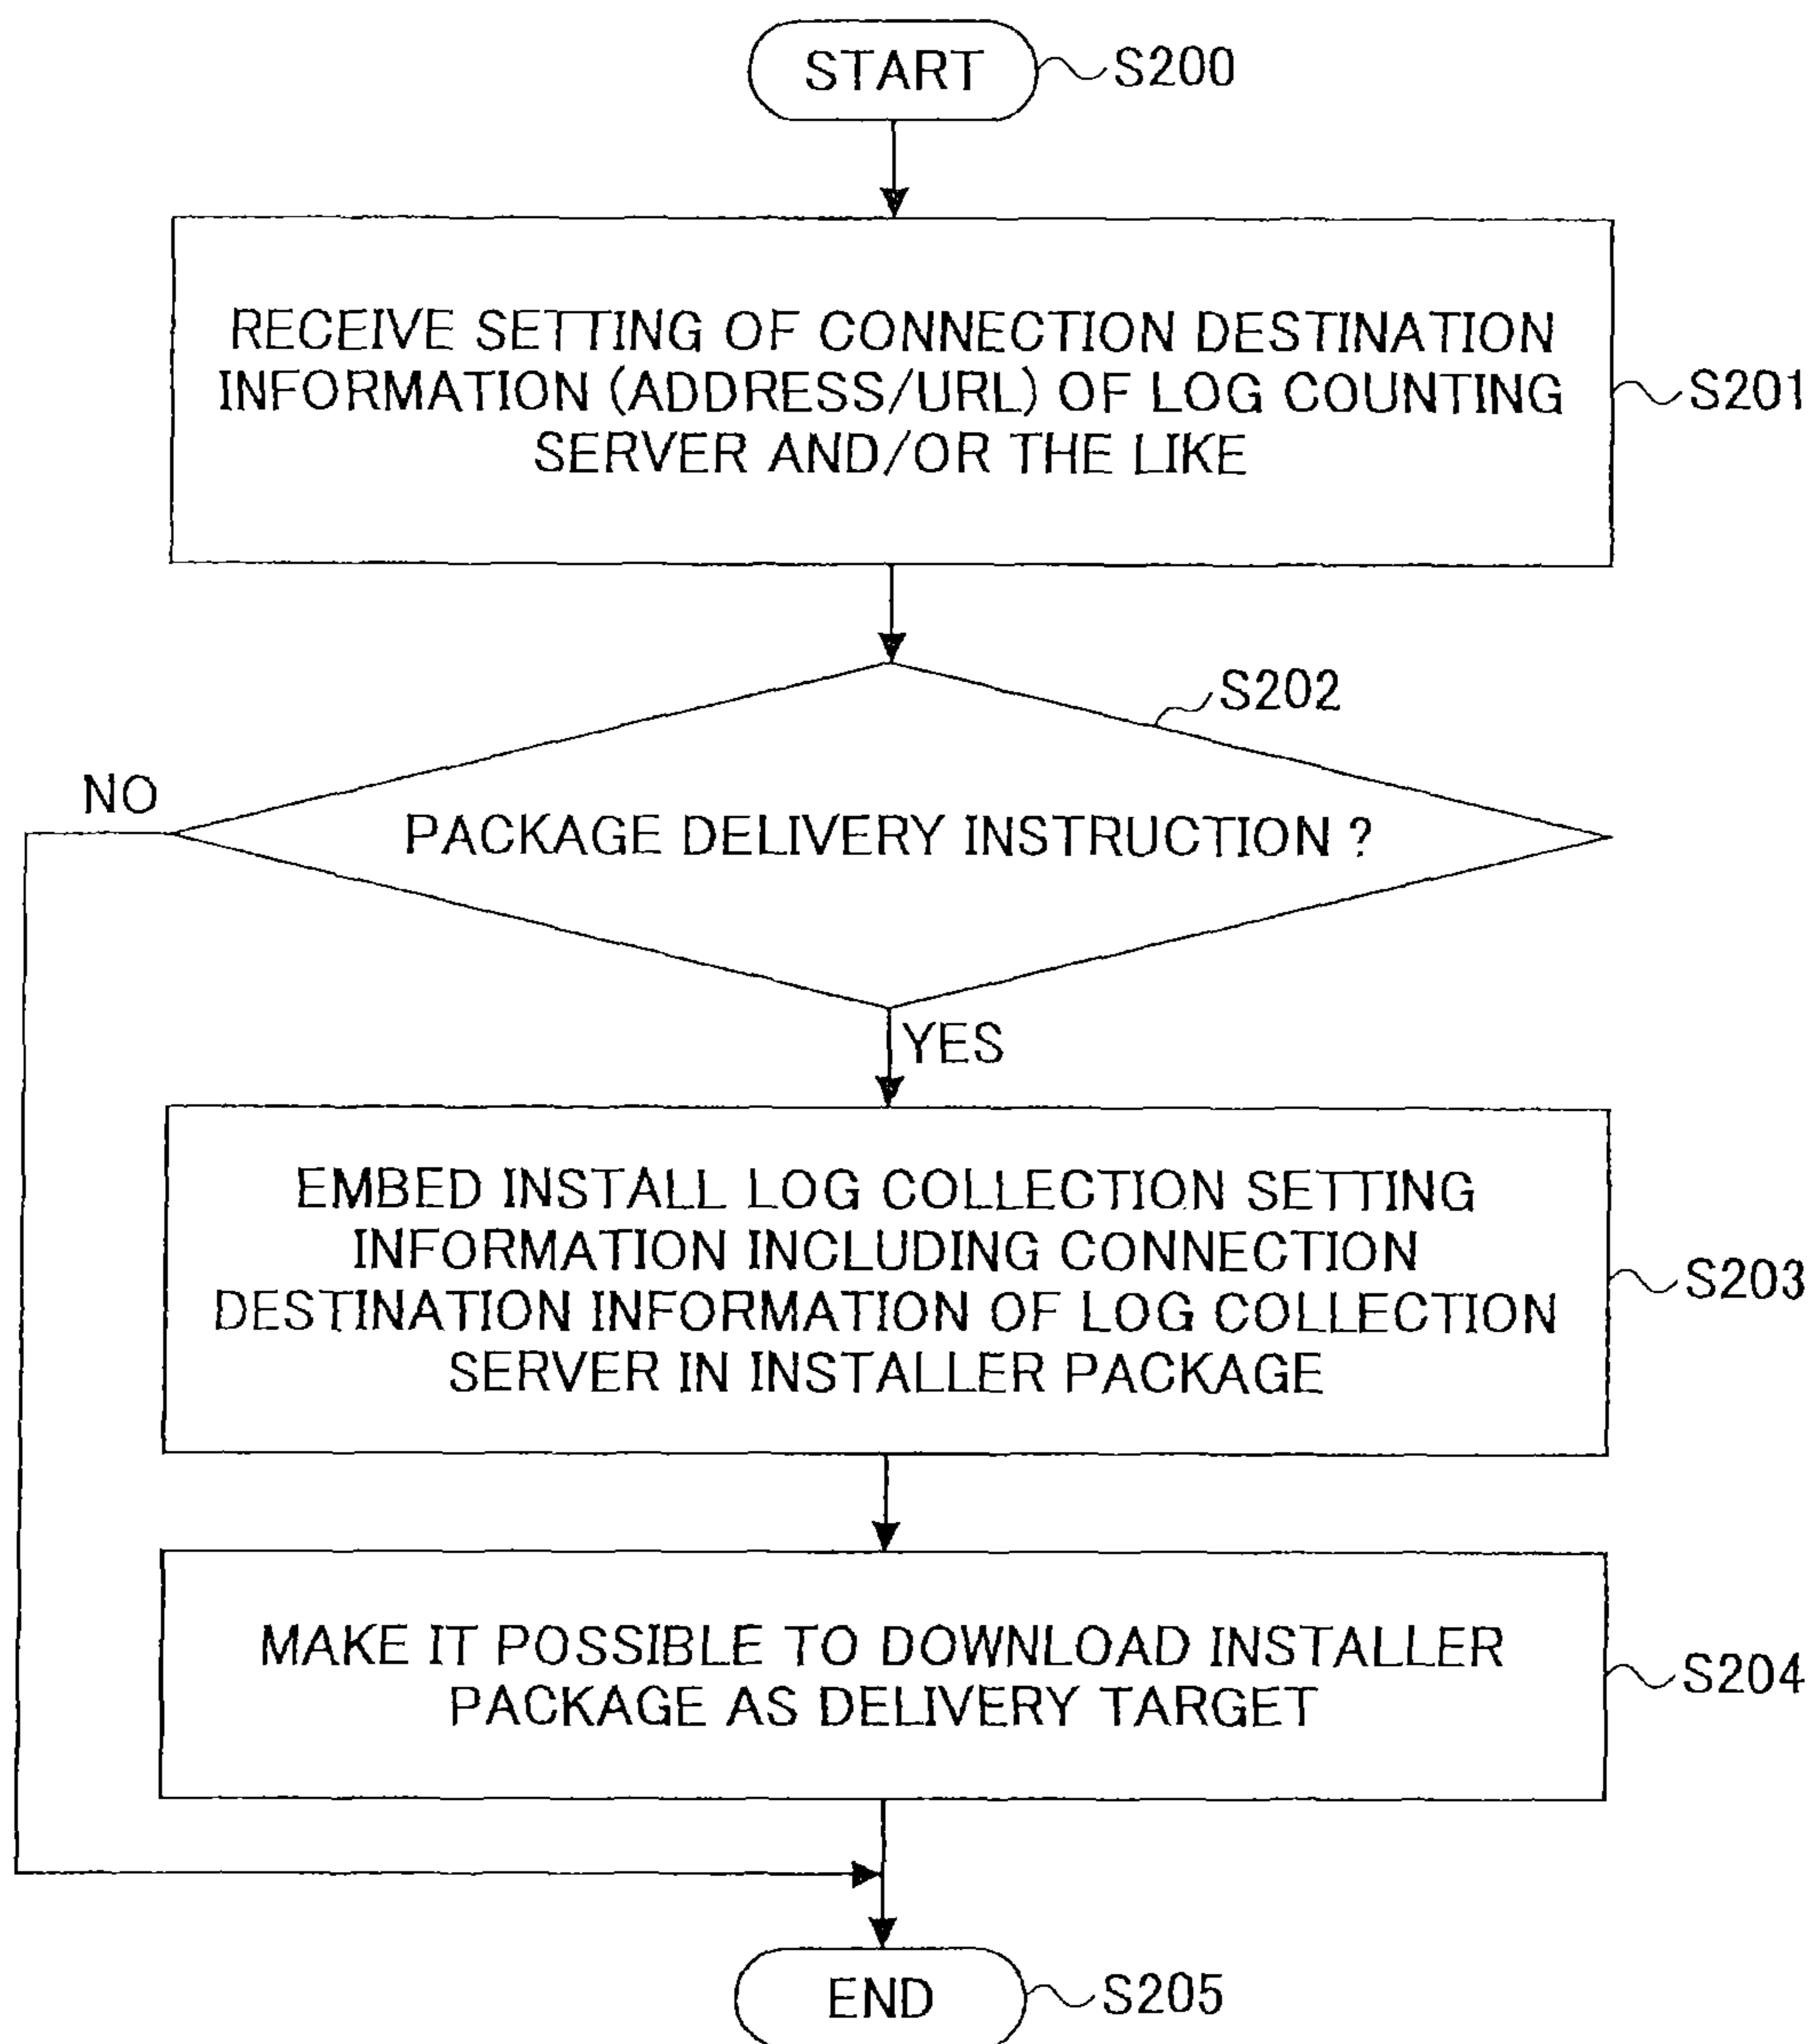 START
S200
RECEIVE SETTING OF CONNECTION DESTINATION
INFORMATION (ADDRESS/URL) OF LOG COUNTING
SERVER AND/OR THE LIKE
S201
S202
NO
PACKAGE DELIVERY INSTRUCTION ?
YES
EMBED INSTALL LOG COLLECTION SETTING
INFORMATION INCLUDING CONNECTION
DESTINATION INFORMATION OF LOG COLLECTION
SERVER IN INSTALLER PACKAGE
S203
MAKE IT POSSIBLE TO DOWNLOAD INSTALLER
PACKAGE AS DELIVERY TARGET
S204
END
S205